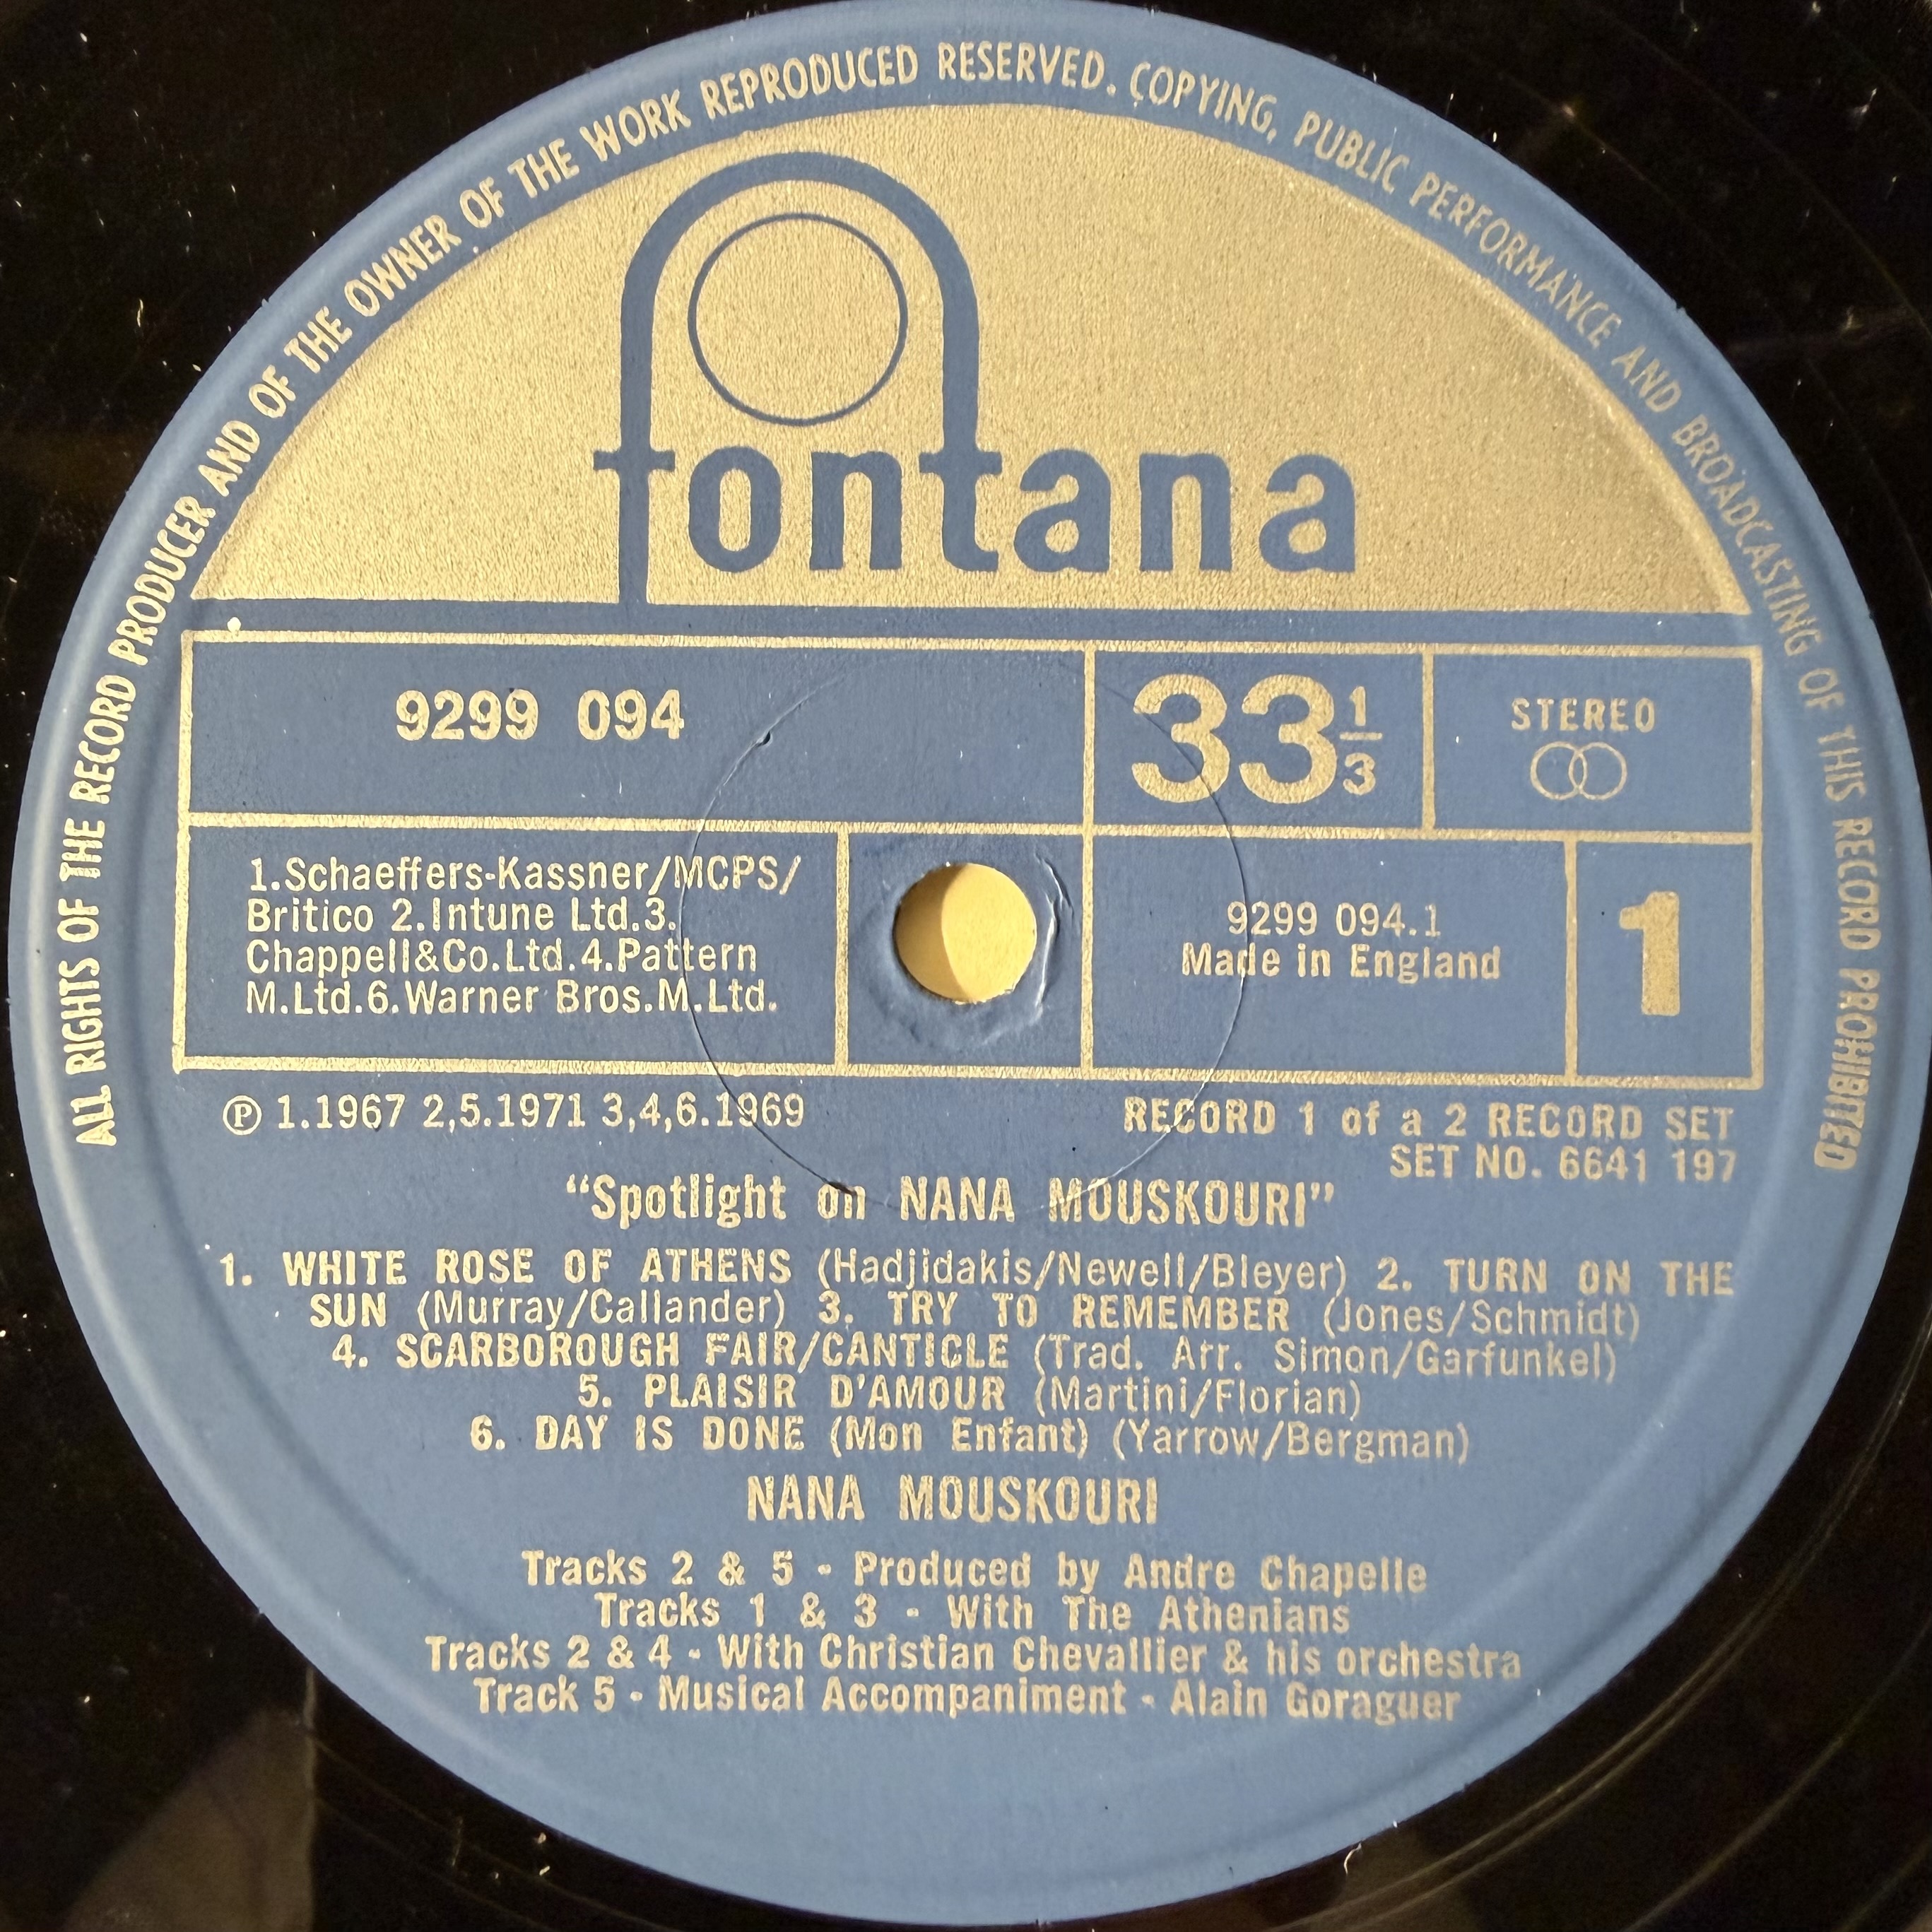 ALL RIGHTS OF THE RECORD PRODUCER AND OF THE OWNER OF THE WORK REPRODUCED RESERVED. COPYING, PUBLIC PERFORMANCE AND BROADCASTING OF THIS RECORD PROHIBITED
fontana
9299 094
33 1/3
STEREO
1.Schaeffers-Kassner/MCPS/
Britico 2.Intune Ltd.3.
Chappell&Co.Ltd.4.Pattern
M.Ltd.6.Warner Bros.M.Ltd.
9299 094.1
Made in England
1
Ⓟ 1.1967 2,5.1971 3,4,6.1969
RECORD 1 of a 2 RECORD SET
SET NO. 6641 197
“Spotlight on NANA MOUSKOURI”
1. WHITE ROSE OF ATHENS (Hadjidakis/Newell/Bleyer) 2. TURN ON THE
SUN (Murray/Callander) 3. TRY TO REMEMBER (Jones/Schmidt)
4. SCARBOROUGH FAIR/CANTICLE (Trad. Arr. Simon/Garfunkel)
5. PLAISIR D'AMOUR (Martini/Florian)
6. DAY IS DONE (Mon Enfant) (Yarrow/Bergman)
NANA MOUSKOURI
Tracks 2 & 5 - Produced by Andre Chapelle
Tracks 1 & 3 - With The Athenians
Tracks 2 & 4 - With Christian Chevallier & his orchestra
Track 5 - Musical Accompaniment - Alain Goraguer